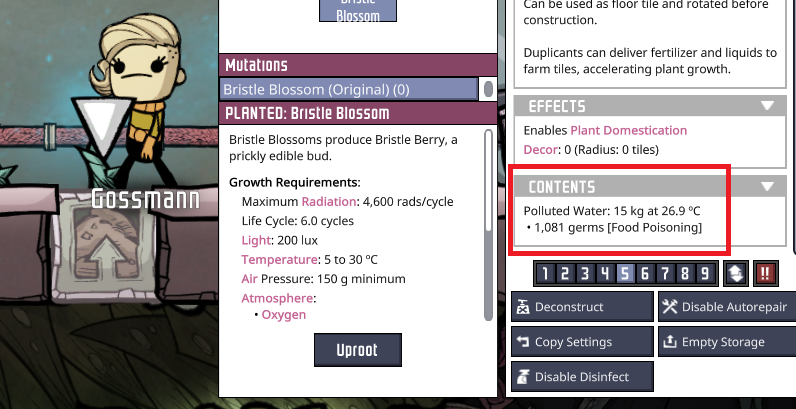 Bristle
Blossom
Mutations
Bristle Blossom (Original) (0)
PLANTED: Bristle Blossom
Bristle Blossoms produce Bristle Berry, a
prickly edible bud.
Growth Requirements:
Maximum Radiation: 4,600 rads/cycle
Life Cycle: 6.0 cycles
Light: 200 lux
Temperature: 5 to 30 ºC
Air Pressure: 150 g minimum
Atmosphere:
• Oxygen
Uproot
Gossmann
Can be used as floor tile and rotated before
construction.
Duplicants can deliver fertilizer and liquids to
farm tiles, accelerating plant growth.
EFFECTS
Enables Plant Domestication
Decor: 0 (Radius: 0 tiles)
CONTENTS
Polluted Water: 15 kg at 26.9 ºC
• 1,081 germs [Food Poisoning]
1 2 3 4 5 6 7 8 9 !!
Deconstruct
Disable Autorepair
Copy Settings
Empty Storage
Disable Disinfect